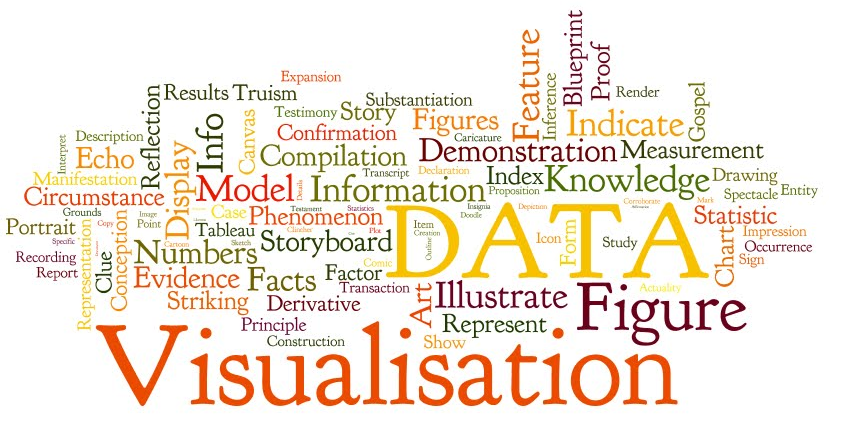 Expansion
Results
Truism
Blueprint
Feature
Proof
Inference
Render
Gospel
Substantiation
Testimony
Story
Figures
Indicate
Reflection
Info
Canvas
Confirmation
Caricature
Description
Interpret
Echo
Display
Compilation
Demonstration
Measurement
Manifestation
Transcript
Declaration
Index
Knowledge
Drawing
Circumstance
Model
Details
Information
Proposition
Spectacle
Entity
Grounds
Image
Copy
Case
Phenomenon
Testament
Statistics
Insignia
Doodle
Depiction
Corroborate
Mark
Statistic
Portrait
Point
Tableau
Clincher
Plot
Item
Creation
Outline
DATA
Icon
Form
Study
Chart
Impression
Occurrence
Sign
Specific
Representation
Conception
Clue
Cartoon
Sketch
Numbers
Storyboard
Recording
Report
Evidence
Facts
Factor
Comic
Transaction
Actuality
Striking
Derivative
Art
Illustrate
Figure
Principle
Represent
Construction
Show
Visualisation